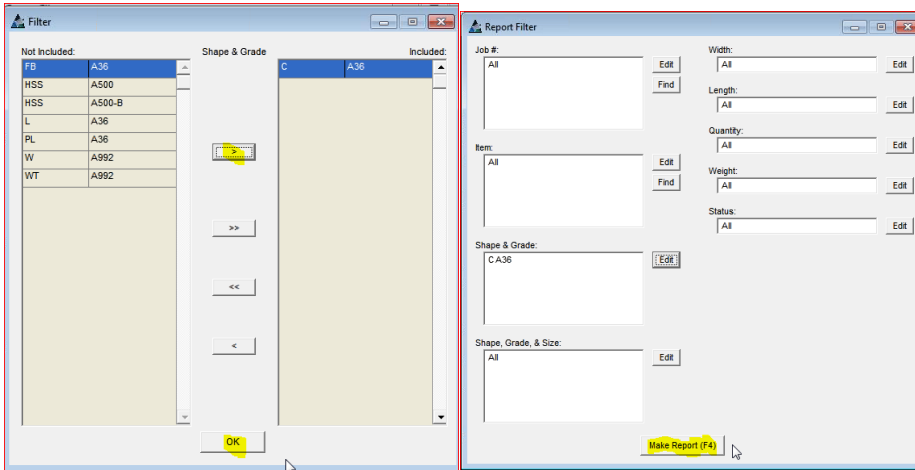 Filter
Not Included:
Shape & Grade
Included:
FB A36
HSS A500
HSS A500-B
L A36
PL A36
W A992
WT A992
C A36
>
>>
<<
<
OK
Report Filter
Job #:
All
Edit
Find
Item:
All
Edit
Find
Shape & Grade:
C A36
Edit
Shape, Grade, & Size:
All
Edit
Width:
All
Edit
Length:
All
Edit
Quantity:
All
Edit
Weight:
All
Edit
Status:
All
Edit
Make Report (F4)